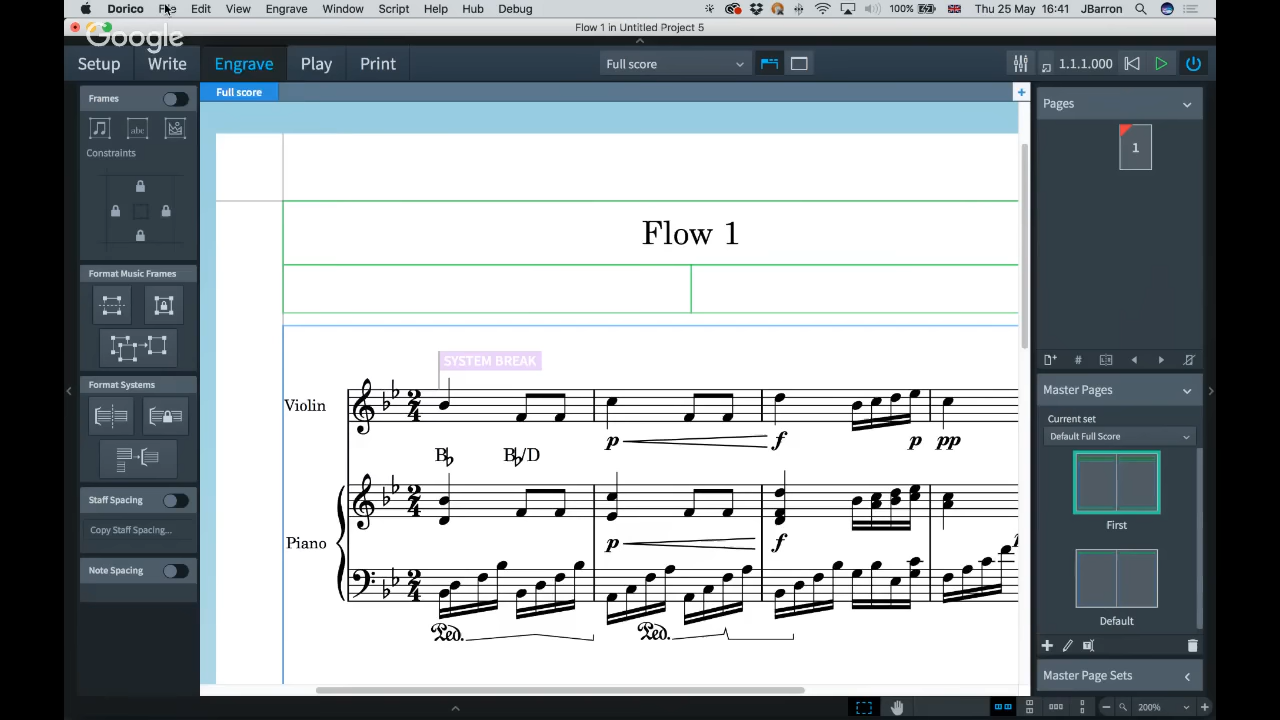 Dorico File Edit View Engrave Window Script Help Hub Debug 100% Thu 25 May 16:41 JBarron
Flow 1 in Untitled Project 5
Google
Setup Write Engrave Play Print Full score 1.1.1.000
Frames
Full score
Pages
abc
1
Constraints
Flow 1
Format Music Frames
SYSTEM BREAK
Format Systems
Master Pages
Violin
Current set
Default Full Score
p f p pp
B♭ B♭/D
Staff Spacing
Copy Staff Spacing...
First
Piano
p f
Note Spacing
Default
Ped. Ped.
Master Page Sets
200%